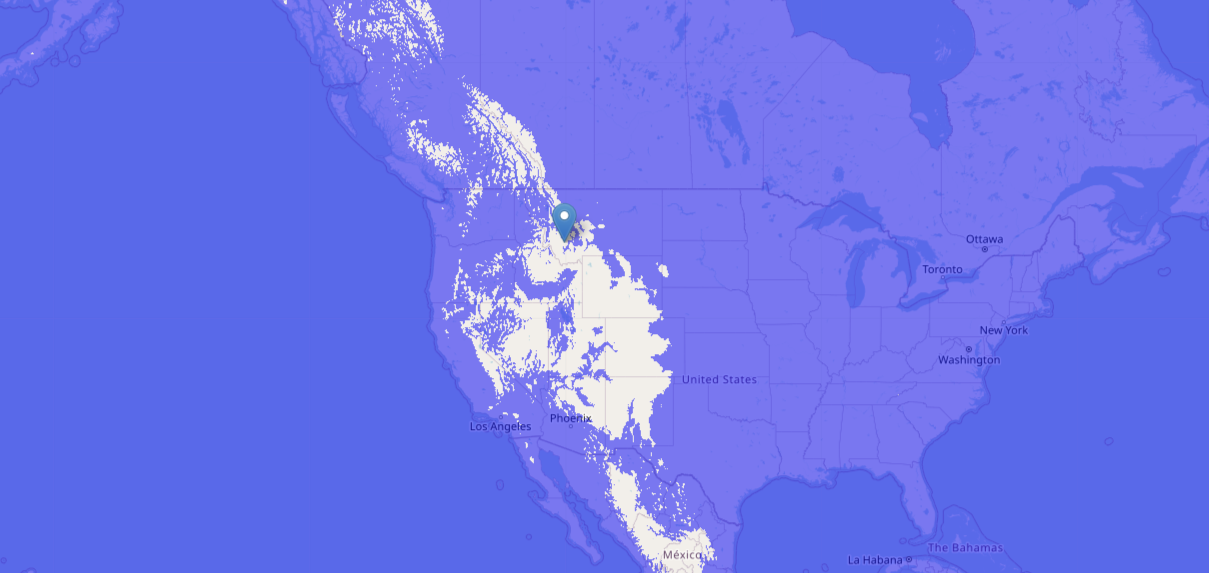 Ottawa
Toronto
New York
Washington
United States
Phoenix
Los Angeles
México
The Bahamas
La Habana